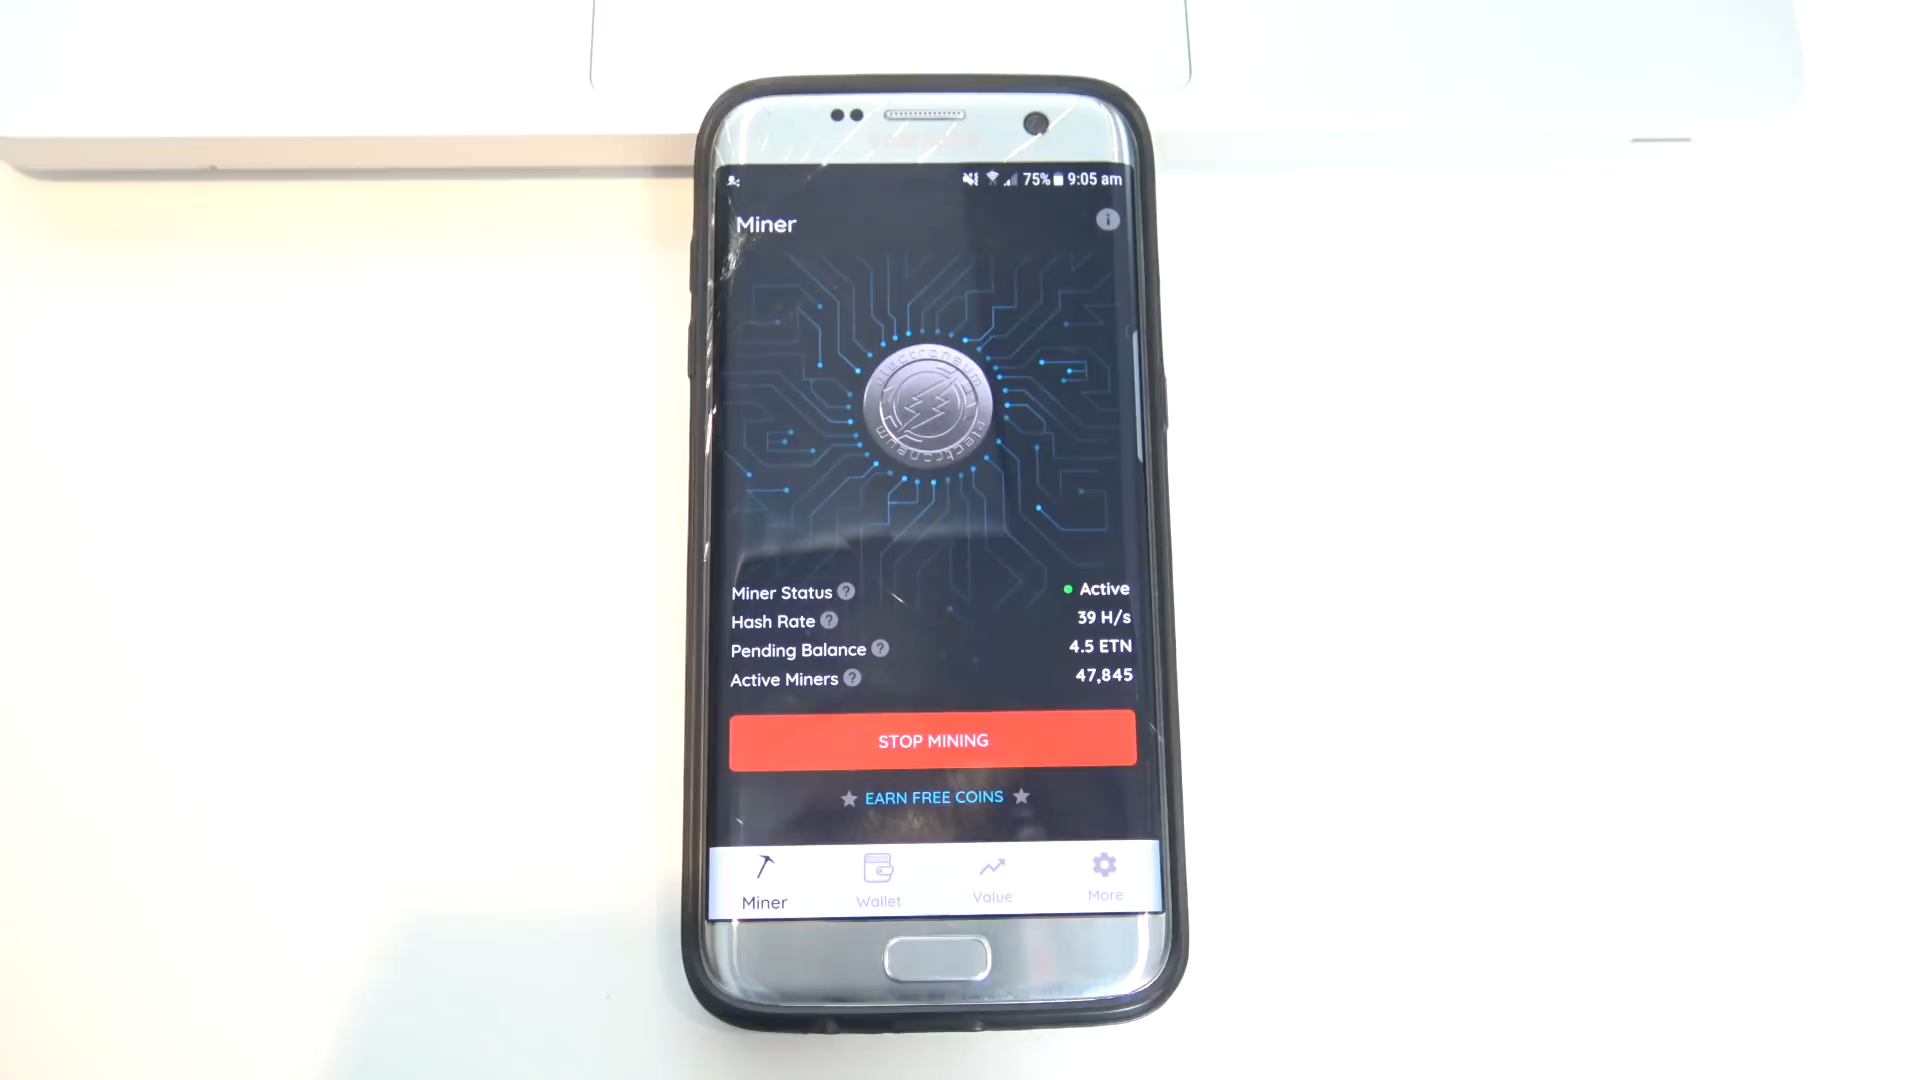 75% 9:05 am
Miner
electroneum
electroneum
Miner Status ? Active
Hash Rate ? 39 H/s
Pending Balance ? 4.5 ETN
Active Miners ? 47,845
STOP MINING
EARN FREE COINS
Miner Wallet Value More